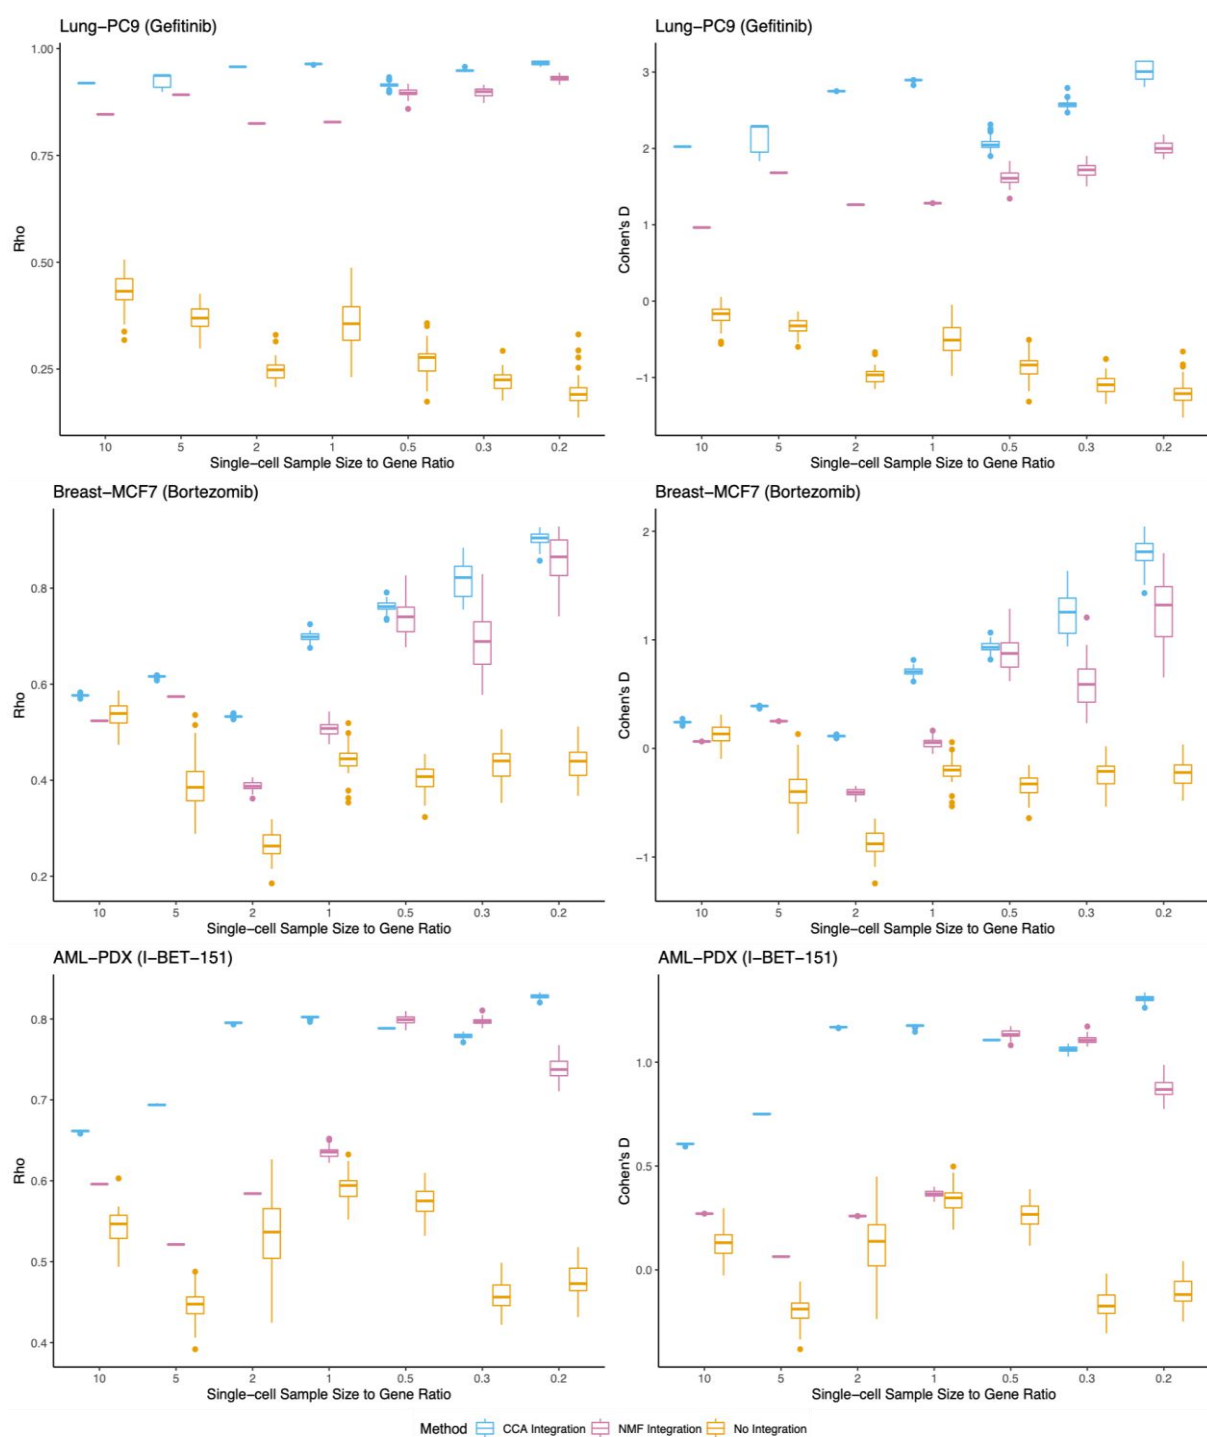 Lung−PC9 (Gefitinib)
1.00
0.75
0.50
0.25
Rho
10 5 2 1 0.5 0.3 0.2
Single-cell Sample Size to Gene Ratio
Lung−PC9 (Gefitinib)
3
2
1
0
−1
Cohen's D
10 5 2 1 0.5 0.3 0.2
Single-cell Sample Size to Gene Ratio
Breast−MCF7 (Bortezomib)
0.8
0.6
0.4
0.2
Rho
10 5 2 1 0.5 0.3 0.2
Single-cell Sample Size to Gene Ratio
Breast−MCF7 (Bortezomib)
2
1
0
−1
Cohen's D
10 5 2 1 0.5 0.3 0.2
Single-cell Sample Size to Gene Ratio
AML−PDX (I−BET−151)
0.8
0.7
0.6
0.5
0.4
Rho
10 5 2 1 0.5 0.3 0.2
Single-cell Sample Size to Gene Ratio
AML−PDX (I−BET−151)
1.0
0.5
0.0
Cohen's D
10 5 2 1 0.5 0.3 0.2
Single-cell Sample Size to Gene Ratio
Method CCA Integration NMF Integration No Integration